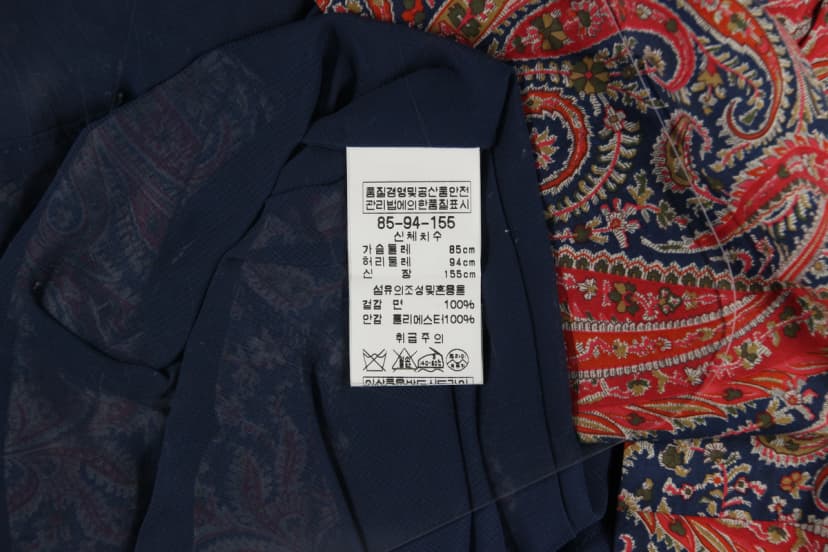 품질경영및공산품안전
관리법에의한품질표시
85-94-155
신체치수
가슴둘레 85cm
허리둘레 94cm
신 장 155cm
섬유의조성및혼용율
겉감 면 100%
안감 폴리에스터100%
취급주의